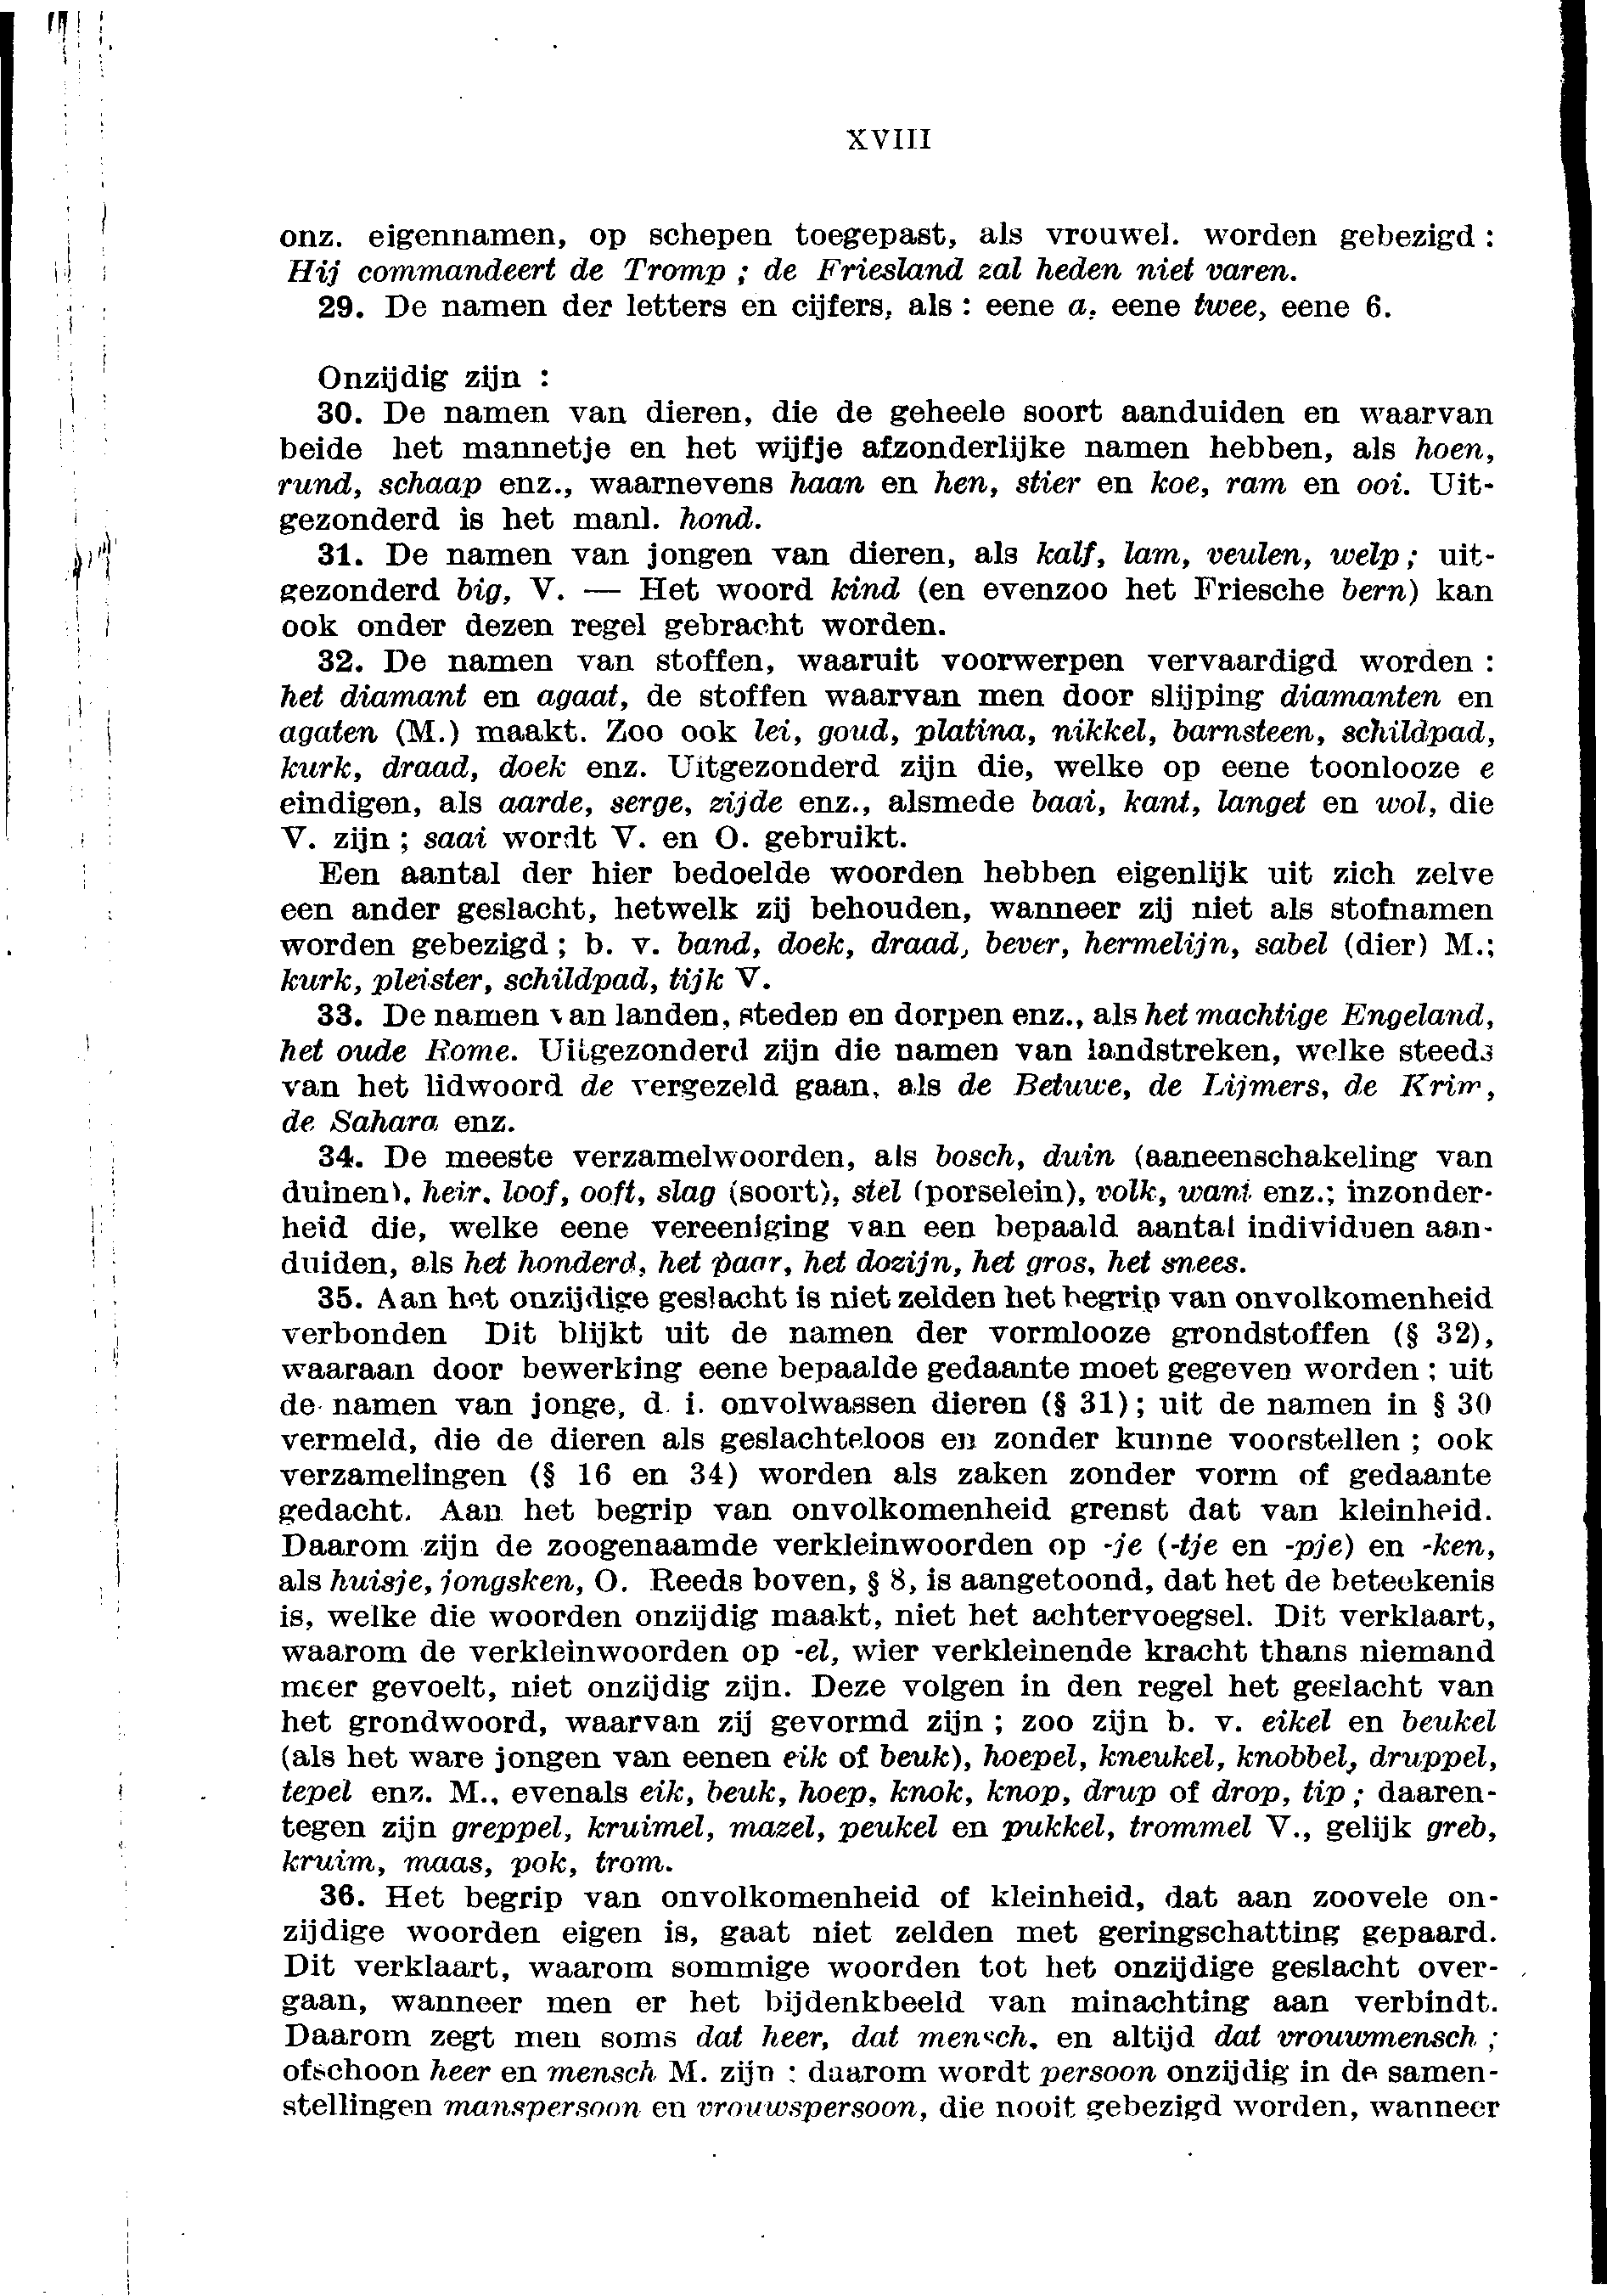 XVIII
onz. eigennamen, op schepen toegepast, als vrouwel. worden gebezigd :
Hij commandeert de Tromp ; de Friesland zal heden niet varen.
29. De namen der letters en cijfers, als : eene a, eene twee, eene 6.
Onzijdig zijn :
30. De namen van dieren, die de geheele soort aanduiden en waarvan
beide het mannetje en het wijfje afzonderlijke namen hebben, als hoen,
rund, schaap enz., waarnevens haan en hen, stier en koe, ram en ooi. Uit-
gezonderd is het manl. hond.
31. De namen van jongen van dieren, als kalf, lam, veulen, welp ; uit-
gezonderd big, V. — Het woord kind (en evenzoo het Friesche bern) kan
ook onder dezen regel gebracht worden.
32. De namen van stoffen, waaruit voorwerpen vervaardigd worden :
het diamant en agaat, de stoffen waarvan men door slijping diamanten en
agaten (M.) maakt. Zoo ook lei, goud, platina, nikkel, barnsteen, schildpad,
kurk, draad, doek enz. Uitgezonderd zijn die, welke op eene toonlooze e
eindigen, als aarde, serge, zijde enz., alsmede baai, kant, langet en wol, die
V. zijn ; saai wordt V. en O. gebruikt.
Een aantal der hier bedoelde woorden hebben eigenlijk uit zich zelve
een ander geslacht, hetwelk zij behouden, wanneer zij niet als stofnamen
worden gebezigd ; b. v. band, doek, draad, bever, hermelijn, sabel (dier) M.;
kurk, pleister, schildpad, tijk V.
33. De namen van landen, steden en dorpen enz., als het machtige Engeland,
het oude Rome. Uitgezonderd zijn die namen van landstreken, welke steeds
van het lidwoord de vergezeld gaan, als de Betuwe, de Lijmers, de Krim,
de Sahara enz.
34. De meeste verzamelwoorden, als bosch, duin (aaneenschakeling van
duinen), heir, loof, ooft, slag (soort), stel (porselein), volk, want enz.; inzonder-
heid die, welke eene vereeniging van een bepaald aantal individuen aan-
duiden, als het honderd, het paar, het dozijn, het gros, het snees.
35. Aan het onzijdige geslacht is niet zelden het begrip van onvolkomenheid
verbonden Dit blijkt uit de namen der vormlooze grondstoffen (§ 32),
waaraan door bewerking eene bepaalde gedaante moet gegeven worden ; uit
de namen van jonge, d. i. onvolwassen dieren (§ 31) ; uit de namen in § 30
vermeld, die de dieren als geslachteloos en zonder kunne voorstellen ; ook
verzamelingen (§ 16 en 34) worden als zaken zonder vorm of gedaante
gedacht. Aan het begrip van onvolkomenheid grenst dat van kleinheid.
Daarom zijn de zoogenaamde verkleinwoorden op -je (-tje en -pje) en -ken,
als huisje, jongsken, O. Reeds boven, § 8, is aangetoond, dat het de beteekenis
is, welke die woorden onzijdig maakt, niet het achtervoegsel. Dit verklaart,
waarom de verkleinwoorden op -el, wier verkleinende kracht thans niemand
meer gevoelt, niet onzijdig zijn. Deze volgen in den regel het geslacht van
het grondwoord, waarvan zij gevormd zijn ; zoo zijn b. v. eikel en beukel
(als het ware jongen van eenen eik of beuk), hoepel, kneukel, knobbel, druppel,
tepel enz. M., evenals eik, beuk, hoep, knok, knop, drup of drop, tip ; daaren-
tegen zijn greppel, kruimel, mazel, peukel en pukkel, trommel V., gelijk greb,
kruim, maas, pok, trom.
36. Het begrip van onvolkomenheid of kleinheid, dat aan zoovele on-
zijdige woorden eigen is, gaat niet zelden met geringschatting gepaard.
Dit verklaart, waarom sommige woorden tot het onzijdige geslacht over-
gaan, wanneer men er het bijdenkbeeld van minachting aan verbindt.
Daarom zegt men soms dat heer, dat mensch, en altijd dat vrouwmensch ;
ofschoon heer en mensch M. zijn : daarom wordt persoon onzijdig in de samen-
stellingen manspersoon en vrouwspersoon, die nooit gebezigd worden, wanneer